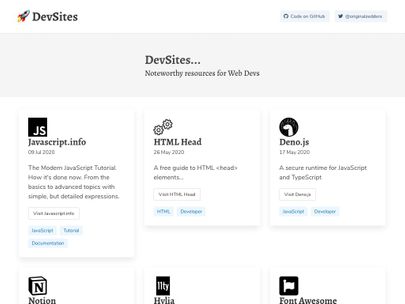 🚀 DevSites
Code on GitHub
DevSites...
Noteworthy resources for Web Devs
JS
Javascript.info
09 Jul 2020
The Modern JavaScript Tutorial.
How it's done now. From the
basics to advanced topics with
simple, but detailed expressions.
Visit Javascript.info
JavaScript
Tutorial
Documentation
HTML Head
26 May 2020
A free guide to HTML <head>
elements...
Visit HTML Head
HTML
Developer
Deno.js
17 May 2020
A secure runtime for JavaScript
and TypeScript
Visit Deno.js
JavaScript
Developer
Notion
11ty
Hylia
Font Awesome